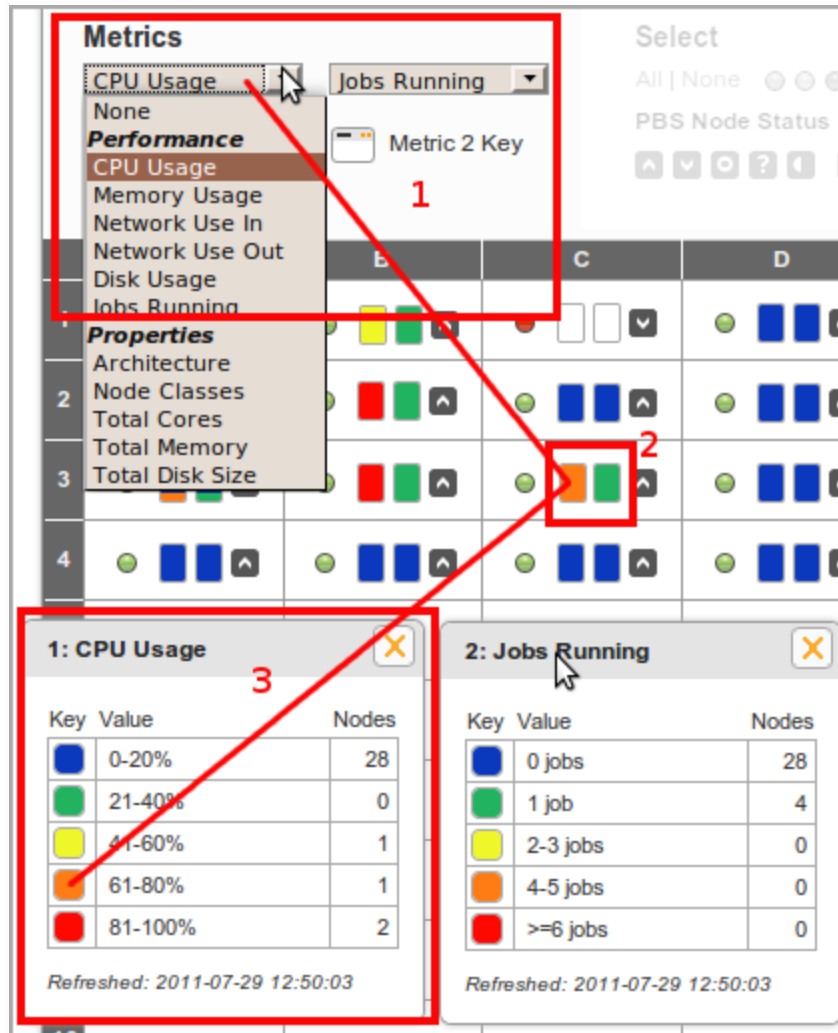 Metrics
Select
CPU Usage
Jobs Running
All | None
None
PBS Node Status
Performance
Metric 2 Key
CPU Usage
Memory Usage
1
Network Use In
Network Use Out
B C D
Disk Usage
Jobs Running
1
Properties
Architecture
2
Node Classes
Total Cores
2
Total Memory
3
Total Disk Size
4
1: CPU Usage
3
Key Value Nodes
0-20% 28
21-40% 0
41-60% 1
61-80% 1
81-100% 2
Refreshed: 2011-07-29 12:50:03
2: Jobs Running
Key Value Nodes
0 jobs 28
1 job 4
2-3 jobs 0
4-5 jobs 0
>=6 jobs 0
Refreshed: 2011-07-29 12:50:03